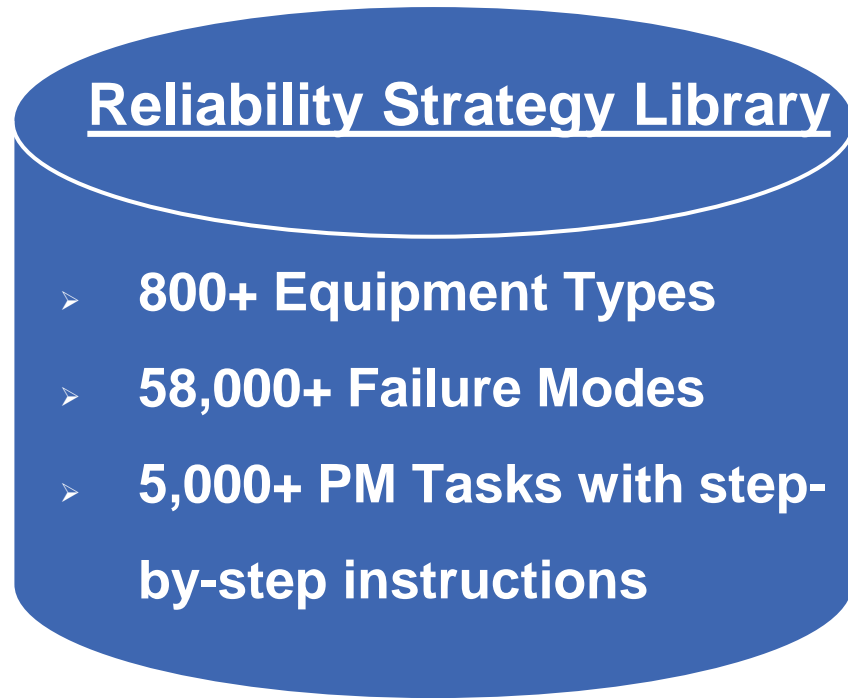 Reliability Strategy Library
➢ 800+ Equipment Types
➢ 58,000+ Failure Modes
➢ 5,000+ PM Tasks with step-
by-step instructions